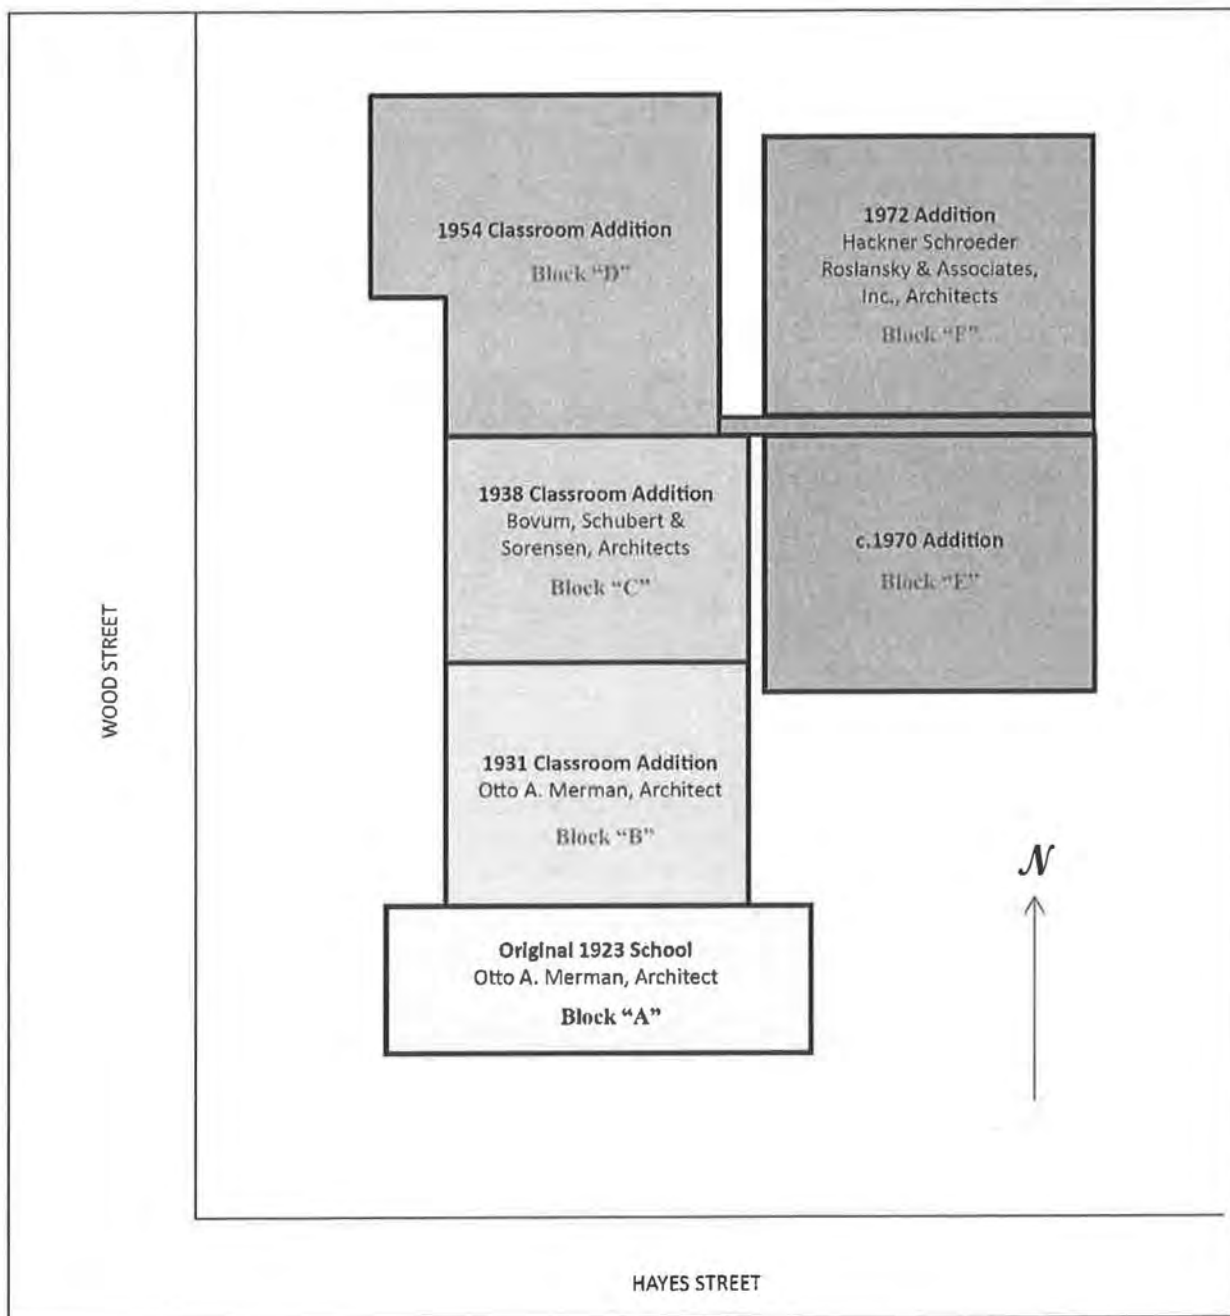 1954 Classroom Addition
Block “D”
1972 Addition
Hackner Schroeder
Roslansky & Associates,
Inc., Architects
Block “F”
1938 Classroom Addition
Bovum, Schubert &
Sorensen, Architects
Block “C”
c.1970 Addition
Block “E”
1931 Classroom Addition
Otto A. Merman, Architect
Block “B”
Original 1923 School
Otto A. Merman, Architect
Block “A”
N
WOOD STREET
HAYES STREET